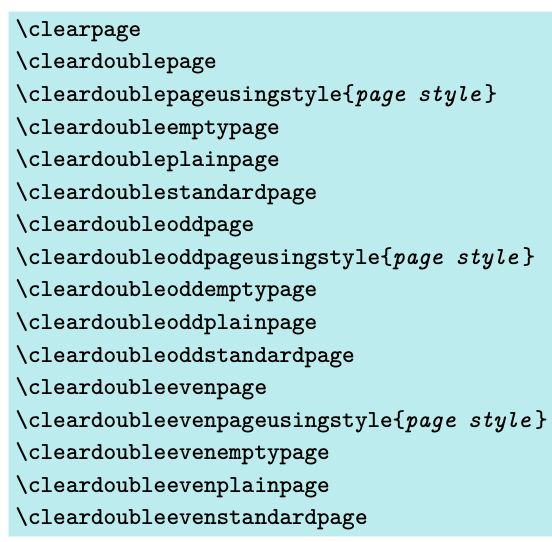 \clearpage
\cleardoublepage
\cleardoublepageusingstyle{page style}
\cleardoubleemptypage
\cleardoubleplainpage
\cleardoublestandardpage
\cleardoubleoddpage
\cleardoubleoddpageusingstyle{page style}
\cleardoubleoddemptypage
\cleardoubleoddplainpage
\cleardoubleoddstandardpage
\cleardoubleevenpage
\cleardoubleevenpageusingstyle{page style}
\cleardoubleevenemptypage
\cleardoubleevenplainpage
\cleardoubleevenstandardpage